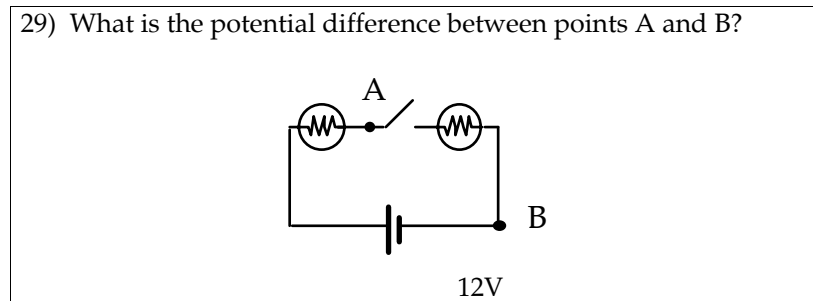 29) What is the potential difference between points A and B?
A
B
12V